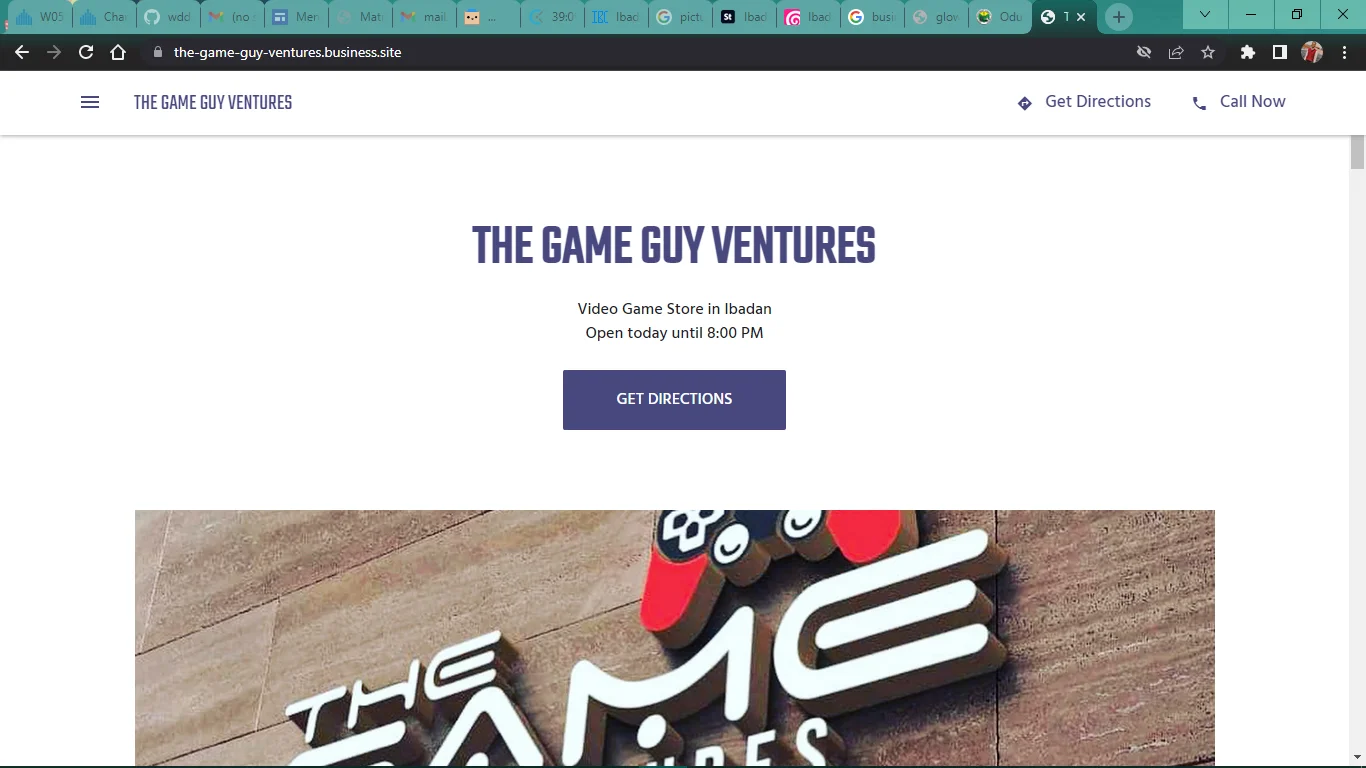 W05
Cha
wdd
(no
Mer
Mat
mail.
...
39:0
Ibad
pictu
Ibad
Ibad
busi
glow
Odu
the-game-guy-ventures.business.site
THE GAME GUY VENTURES
Get Directions
Call Now
THE GAME GUY VENTURES
Video Game Store in Ibadan
Open today until 8:00 PM
GET DIRECTIONS
THE
GAME